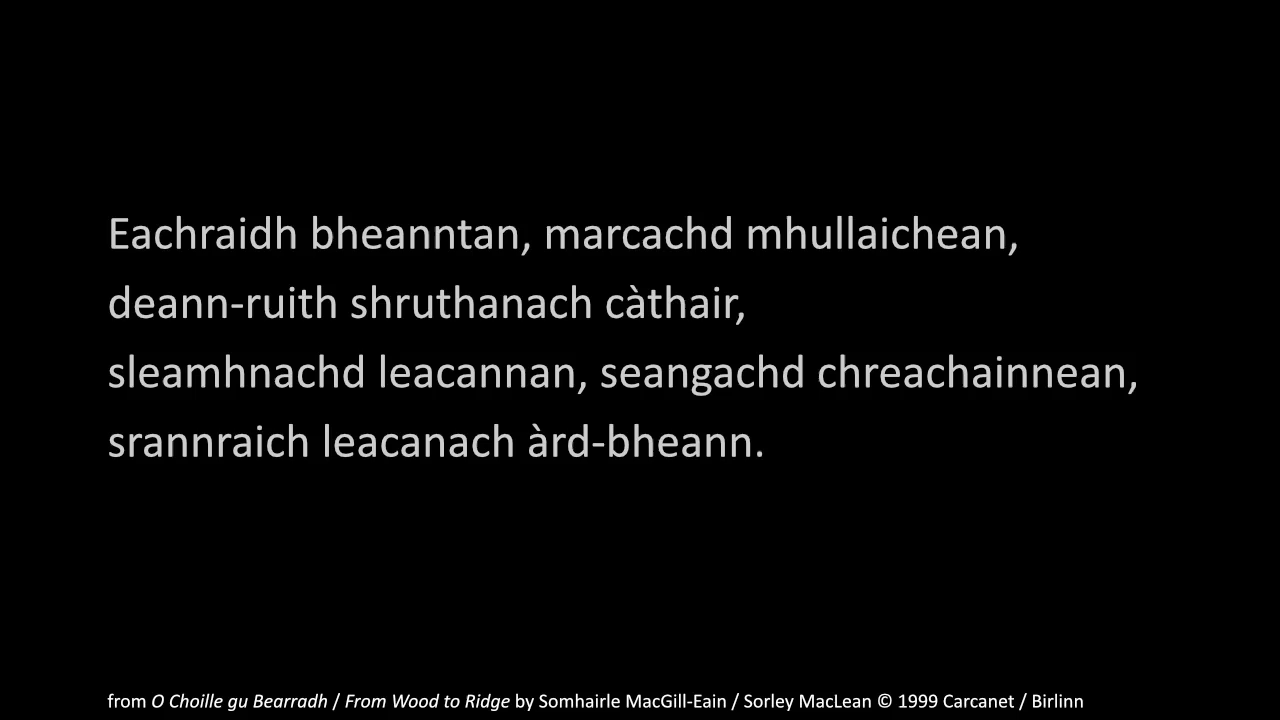 Eachraidh bheanntan, marcachd mhullaichean,
deann-ruith shruthanach càthair,
sleamhnachd leacannan, seangachd chreachainnean,
srannraich leacanach àrd-bheann.
from O Choille gu Bearradh / From Wood to Ridge by Somhairle MacGill-Eain / Sorley MacLean © 1999 Carcanet / Birlinn